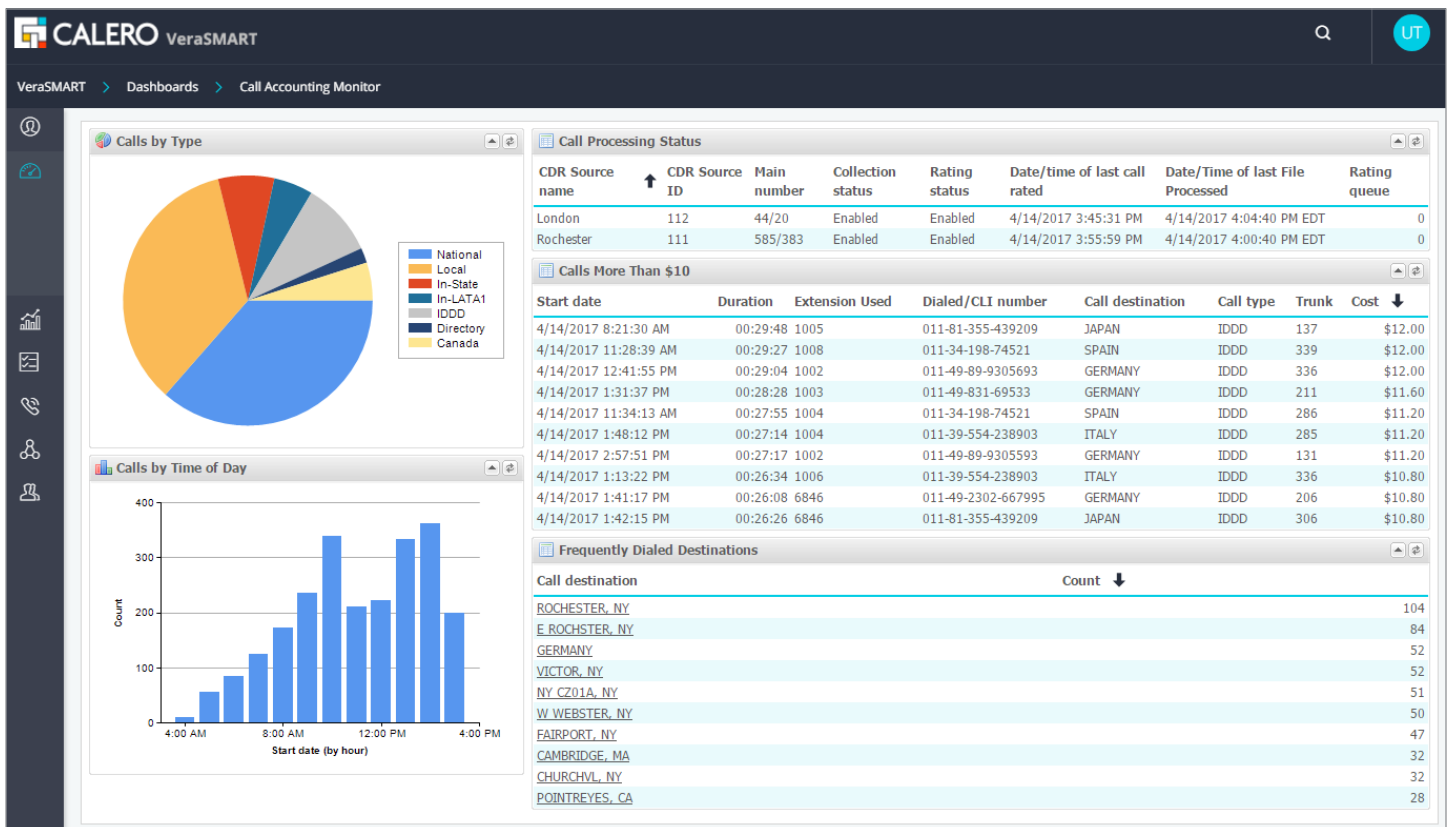 CALERO VeraSMART
UT
VeraSMART > Dashboards > Call Accounting Monitor
Calls by Type
National
Local
In-State
In-LATA1
IDDD
Directory
Canada
Calls by Time of Day
400
300
200
100
0
Count
4:00 AM 8:00 AM 12:00 PM 4:00 PM
Start date (by hour)
Call Processing Status
CDR Source name CDR Source ID Main number Collection status Rating status Date/time of last call rated Date/Time of last File Processed Rating queue
London 112 44/20 Enabled Enabled 4/14/2017 3:45:31 PM 4/14/2017 4:04:40 PM EDT 0
Rochester 111 585/383 Enabled Enabled 4/14/2017 3:55:59 PM 4/14/2017 4:00:40 PM EDT 0
Calls More Than $10
Start date Duration Extension Used Dialed/CLI number Call destination Call type Trunk Cost
4/14/2017 8:21:30 AM 00:29:48 1005 011-81-355-439209 JAPAN IDDD 137 $12.00
4/14/2017 11:28:39 AM 00:29:27 1008 011-34-198-74521 SPAIN IDDD 339 $12.00
4/14/2017 12:41:55 PM 00:29:04 1002 011-49-89-9305693 GERMANY IDDD 336 $12.00
4/14/2017 1:31:37 PM 00:28:28 1003 011-49-831-69533 GERMANY IDDD 211 $11.60
4/14/2017 11:34:13 AM 00:27:55 1004 011-34-198-74521 SPAIN IDDD 286 $11.20
4/14/2017 1:48:12 PM 00:27:14 1004 011-39-554-238903 ITALY IDDD 285 $11.20
4/14/2017 2:57:51 PM 00:27:17 1002 011-49-89-9305593 GERMANY IDDD 131 $11.20
4/14/2017 1:13:22 PM 00:26:34 1006 011-39-554-238903 ITALY IDDD 336 $10.80
4/14/2017 1:41:17 PM 00:26:08 6846 011-49-2302-667995 GERMANY IDDD 206 $10.80
4/14/2017 1:42:15 PM 00:26:26 6846 011-81-355-439209 JAPAN IDDD 306 $10.80
Frequently Dialed Destinations
Call destination Count
ROCHESTER, NY 104
E ROCHSTER, NY 84
GERMANY 52
VICTOR, NY 52
NY CZ01A, NY 51
W WEBSTER, NY 50
FAIRPORT, NY 47
CAMBRIDGE, MA 32
CHURCHVL, NY 32
POINTREYES, CA 28